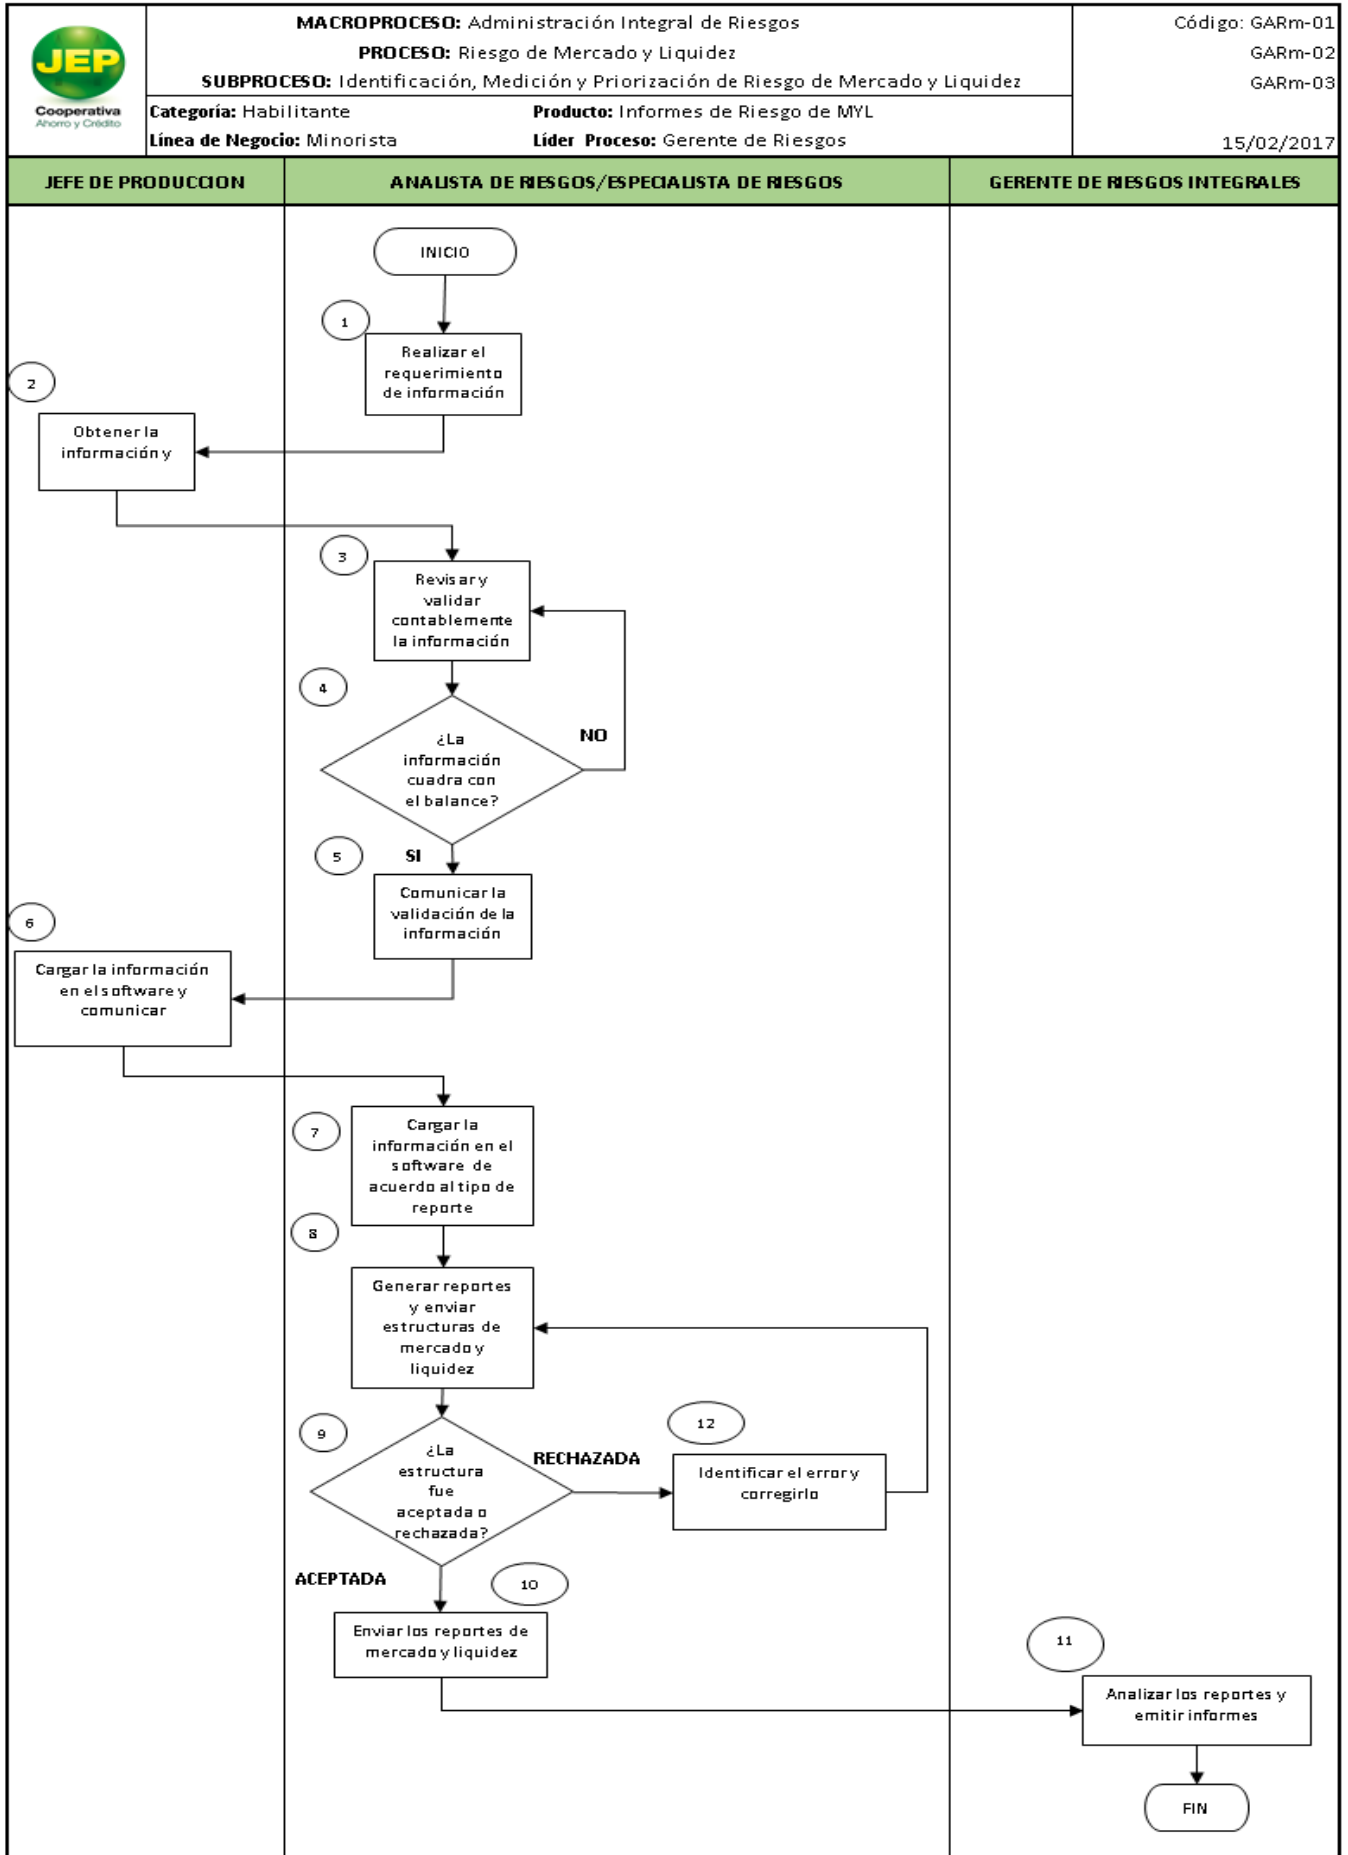 JEP
Cooperativa
Ahorro y Crédito
MACROPROCESO: Administración Integral de Riesgos
PROCESO: Riesgo de Mercado y Liquidez
SUBPROCESO: Identificación, Medición y Priorización de Riesgo de Mercado y Liquidez
Código: GARm-01
GARm-02
GARm-03
Categoría: Habilitante
Producto: Informes de Riesgo de MYL
Línea de Negocio: Minorista
Líder Proceso: Gerente de Riesgos
15/02/2017
JEFE DE PRODUCCION
ANALISTA DE RIESGOS/ESPECIALISTA DE RIESGOS
GERENTE DE RIESGOS INTEGRALES
INICIO
1
Realizar el
requerimiento
de información
2
Obtener la
información y
3
Revisar y
validar
contablemente
la información
4
¿La
información
cuadra con
el balance?
NO
5
SI
Comunicar la
validación de la
información
6
Cargar la información
en el software y
comunicar
7
Cargar la
información en el
software de
acuerdo al tipo de
reporte
8
Generar reportes
y enviar
estructuras de
mercado y
liquidez
9
¿La
estructura
fue
aceptada o
rechazada?
RECHAZADA
12
Identificar el error y
corregirlo
ACEPTADA
10
Enviar los reportes de
mercado y liquidez
11
Analizar los reportes y
emitir informes
FIN